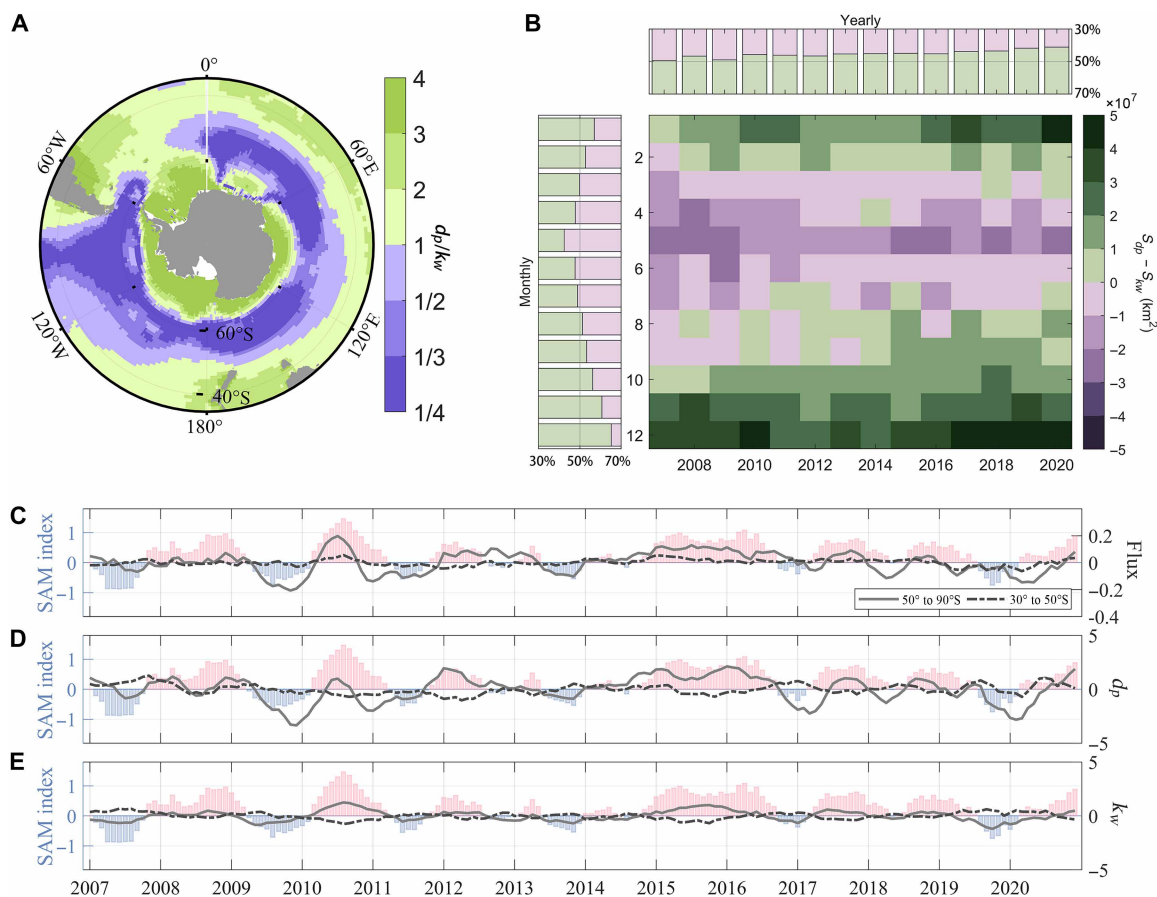 A
0°
60°W
60°E
120°W
120°E
60°S
40°S
180°
4
3
2
1
1/2
1/3
1/4
dp/kw
B
Yearly
30%
50%
70%
Monthly
30% 50% 70%
2
4
6
8
10
12
2008 2010 2012 2014 2016 2018 2020
×10⁷
5
4
3
2
1
0
−1
−2
−3
−4
−5
Sdp − Skw (km²)
C
SAM index
1
0
−1
0.2
0
-0.2
-0.4
Flux
50° to 90°S 30° to 50°S
D
SAM index
1
0
−1
5
0
-5
dp
E
SAM index
1
0
−1
5
0
-5
kw
2007 2008 2009 2010 2011 2012 2013 2014 2015 2016 2017 2018 2019 2020